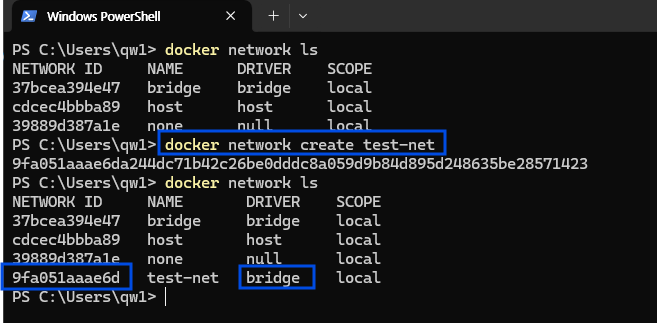 Windows PowerShell
PS C:\Users\qw1> docker network ls
NETWORK ID NAME DRIVER SCOPE
37bcea394e47 bridge bridge local
cdcec4bbba89 host host local
39889d387a1e none null local
PS C:\Users\qw1> docker network create test-net
9fa051aaae6da244dc71b42c26be0dddc8a059d9b84d895d248635be28571423
PS C:\Users\qw1> docker network ls
NETWORK ID NAME DRIVER SCOPE
37bcea394e47 bridge bridge local
cdcec4bbba89 host host local
39889d387a1e none null local
9fa051aaae6d test-net bridge local
PS C:\Users\qw1>